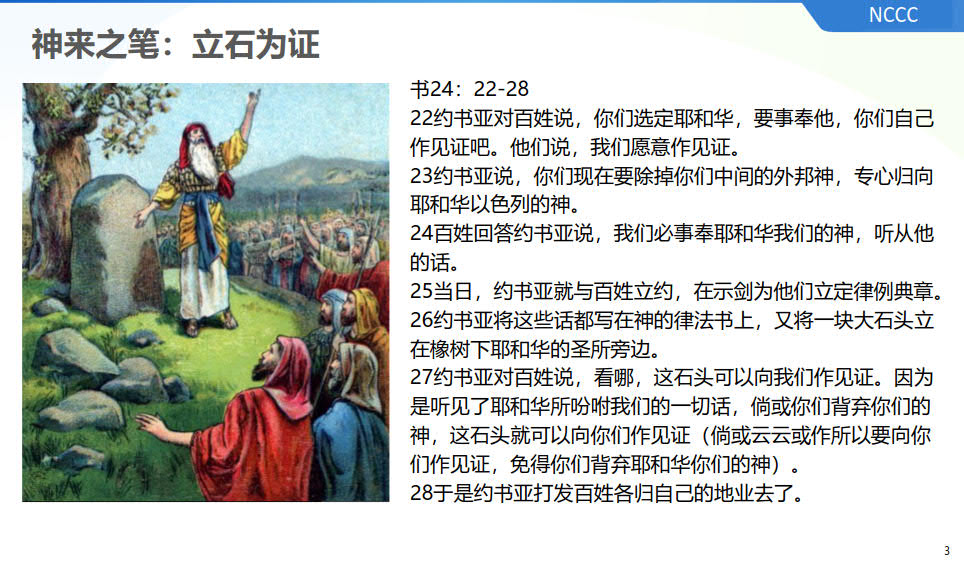 NCCC
神来之笔：立石为证
书24：22-28
22约书亚对百姓说，你们选定耶和华，要事奉他，你们自己
作见证吧。他们说，我们愿意作见证。
23约书亚说，你们现在要除掉你们中间的外邦神，专心归向
耶和华以色列的神。
24百姓回答约书亚说，我们必事奉耶和华我们的神，听从他
的话。
25当日，约书亚就与百姓立约，在示剑为他们立定律例典章。
26约书亚将这些话都写在神的律法书上，又将一块大石头立
在橡树下耶和华的圣所旁边。
27约书亚对百姓说，看哪，这石头可以向我们作见证。因为
是听见了耶和华所吩咐我们的一切话，倘或你们背弃你们的
神，这石头就可以向你们作见证（倘或云云或作所以要向你
们作见证，免得你们背弃耶和华你们的神）。
28于是约书亚打发百姓各归自己的地业去了。
3